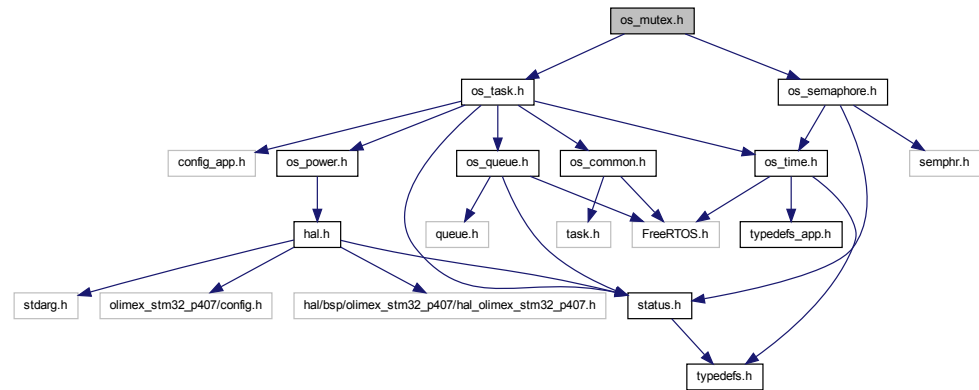 os_mutex.h
os_task.h
os_semaphore.h
config_app.h
os_power.h
os_queue.h
os_common.h
os_time.h
semphr.h
hal.h
queue.h
task.h
FreeRTOS.h
typedefs_app.h
stdarg.h
olimex_stm32_p407/config.h
hal/bsp/olimex_stm32_p407/hal_olimex_stm32_p407.h
status.h
typedefs.h